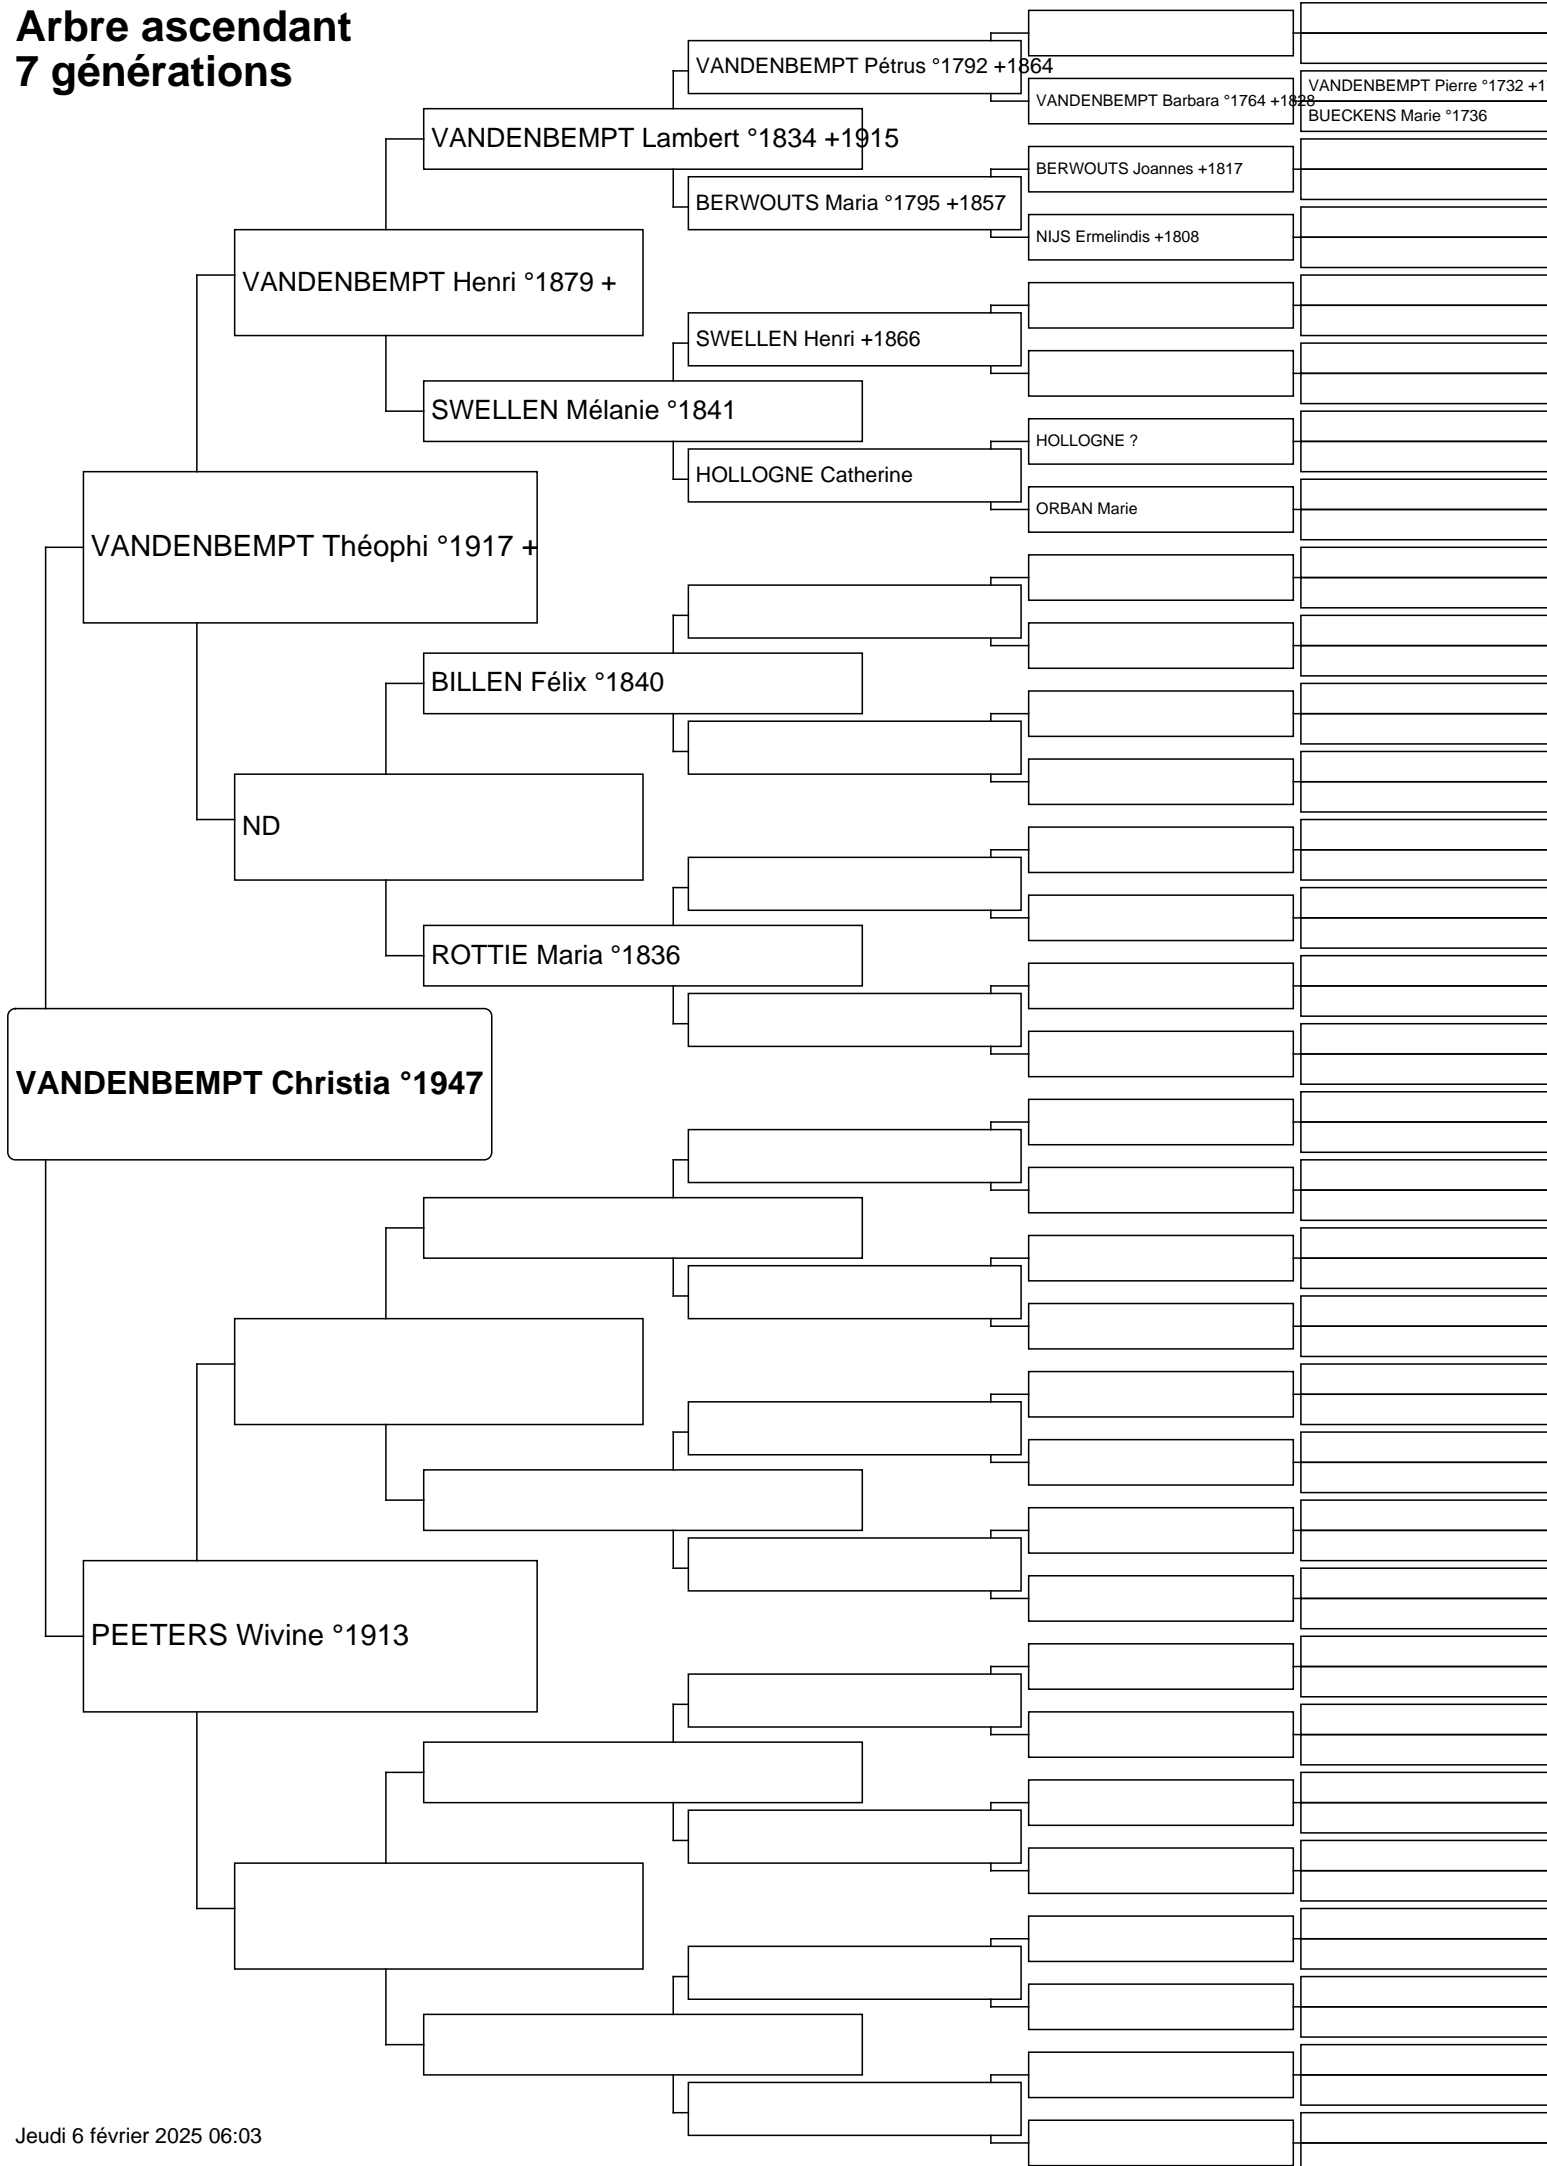 Arbre ascendant
7 générations
VANDENBEMPT Pétrus °1792 +1864
VANDENBEMPT Barbara °1764 +1828
VANDENBEMPT Pierre °1732 +1
BUECKENS Marie °1736
VANDENBEMPT Lambert °1834 +1915
BERWOUTS Joannes +1817
BERWOUTS Maria °1795 +1857
NIJS Ermelindis +1808
VANDENBEMPT Henri °1879 +
SWELLEN Henri +1866
SWELLEN Mélanie °1841
HOLLOGNE ?
HOLLOGNE Catherine
ORBAN Marie
VANDENBEMPT Théophi °1917 +
BILLEN Félix °1840
ND
ROTTIE Maria °1836
VANDENBEMPT Christia °1947
PEETERS Wivine °1913
Jeudi 6 février 2025 06:03